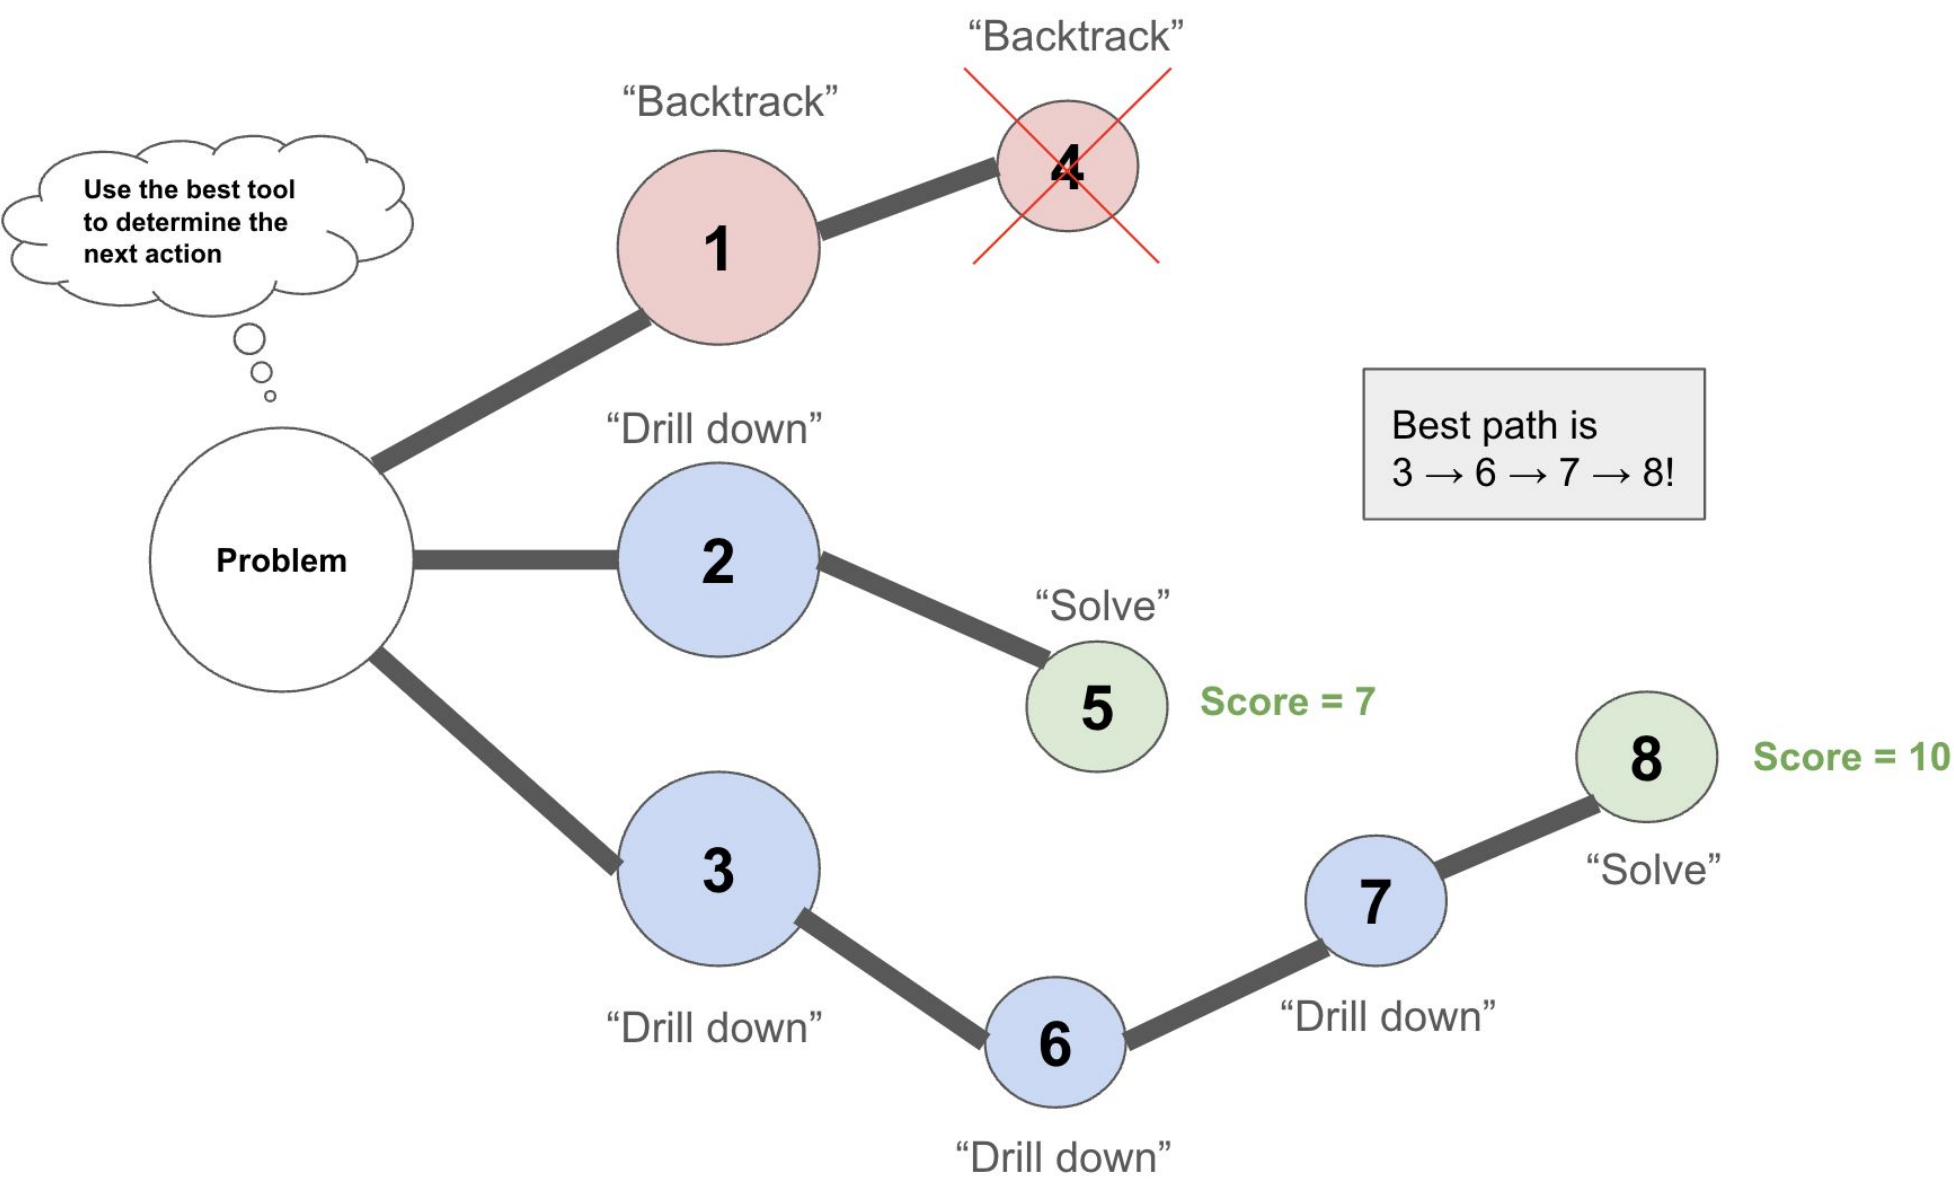 “Backtrack”
“Backtrack”
4
Use the best tool
to determine the
next action
1
Best path is
3 → 6 → 7 → 8!
“Drill down”
Problem
2
“Solve”
5
Score = 7
8
Score = 10
3
“Solve”
7
“Drill down”
“Drill down”
6
“Drill down”